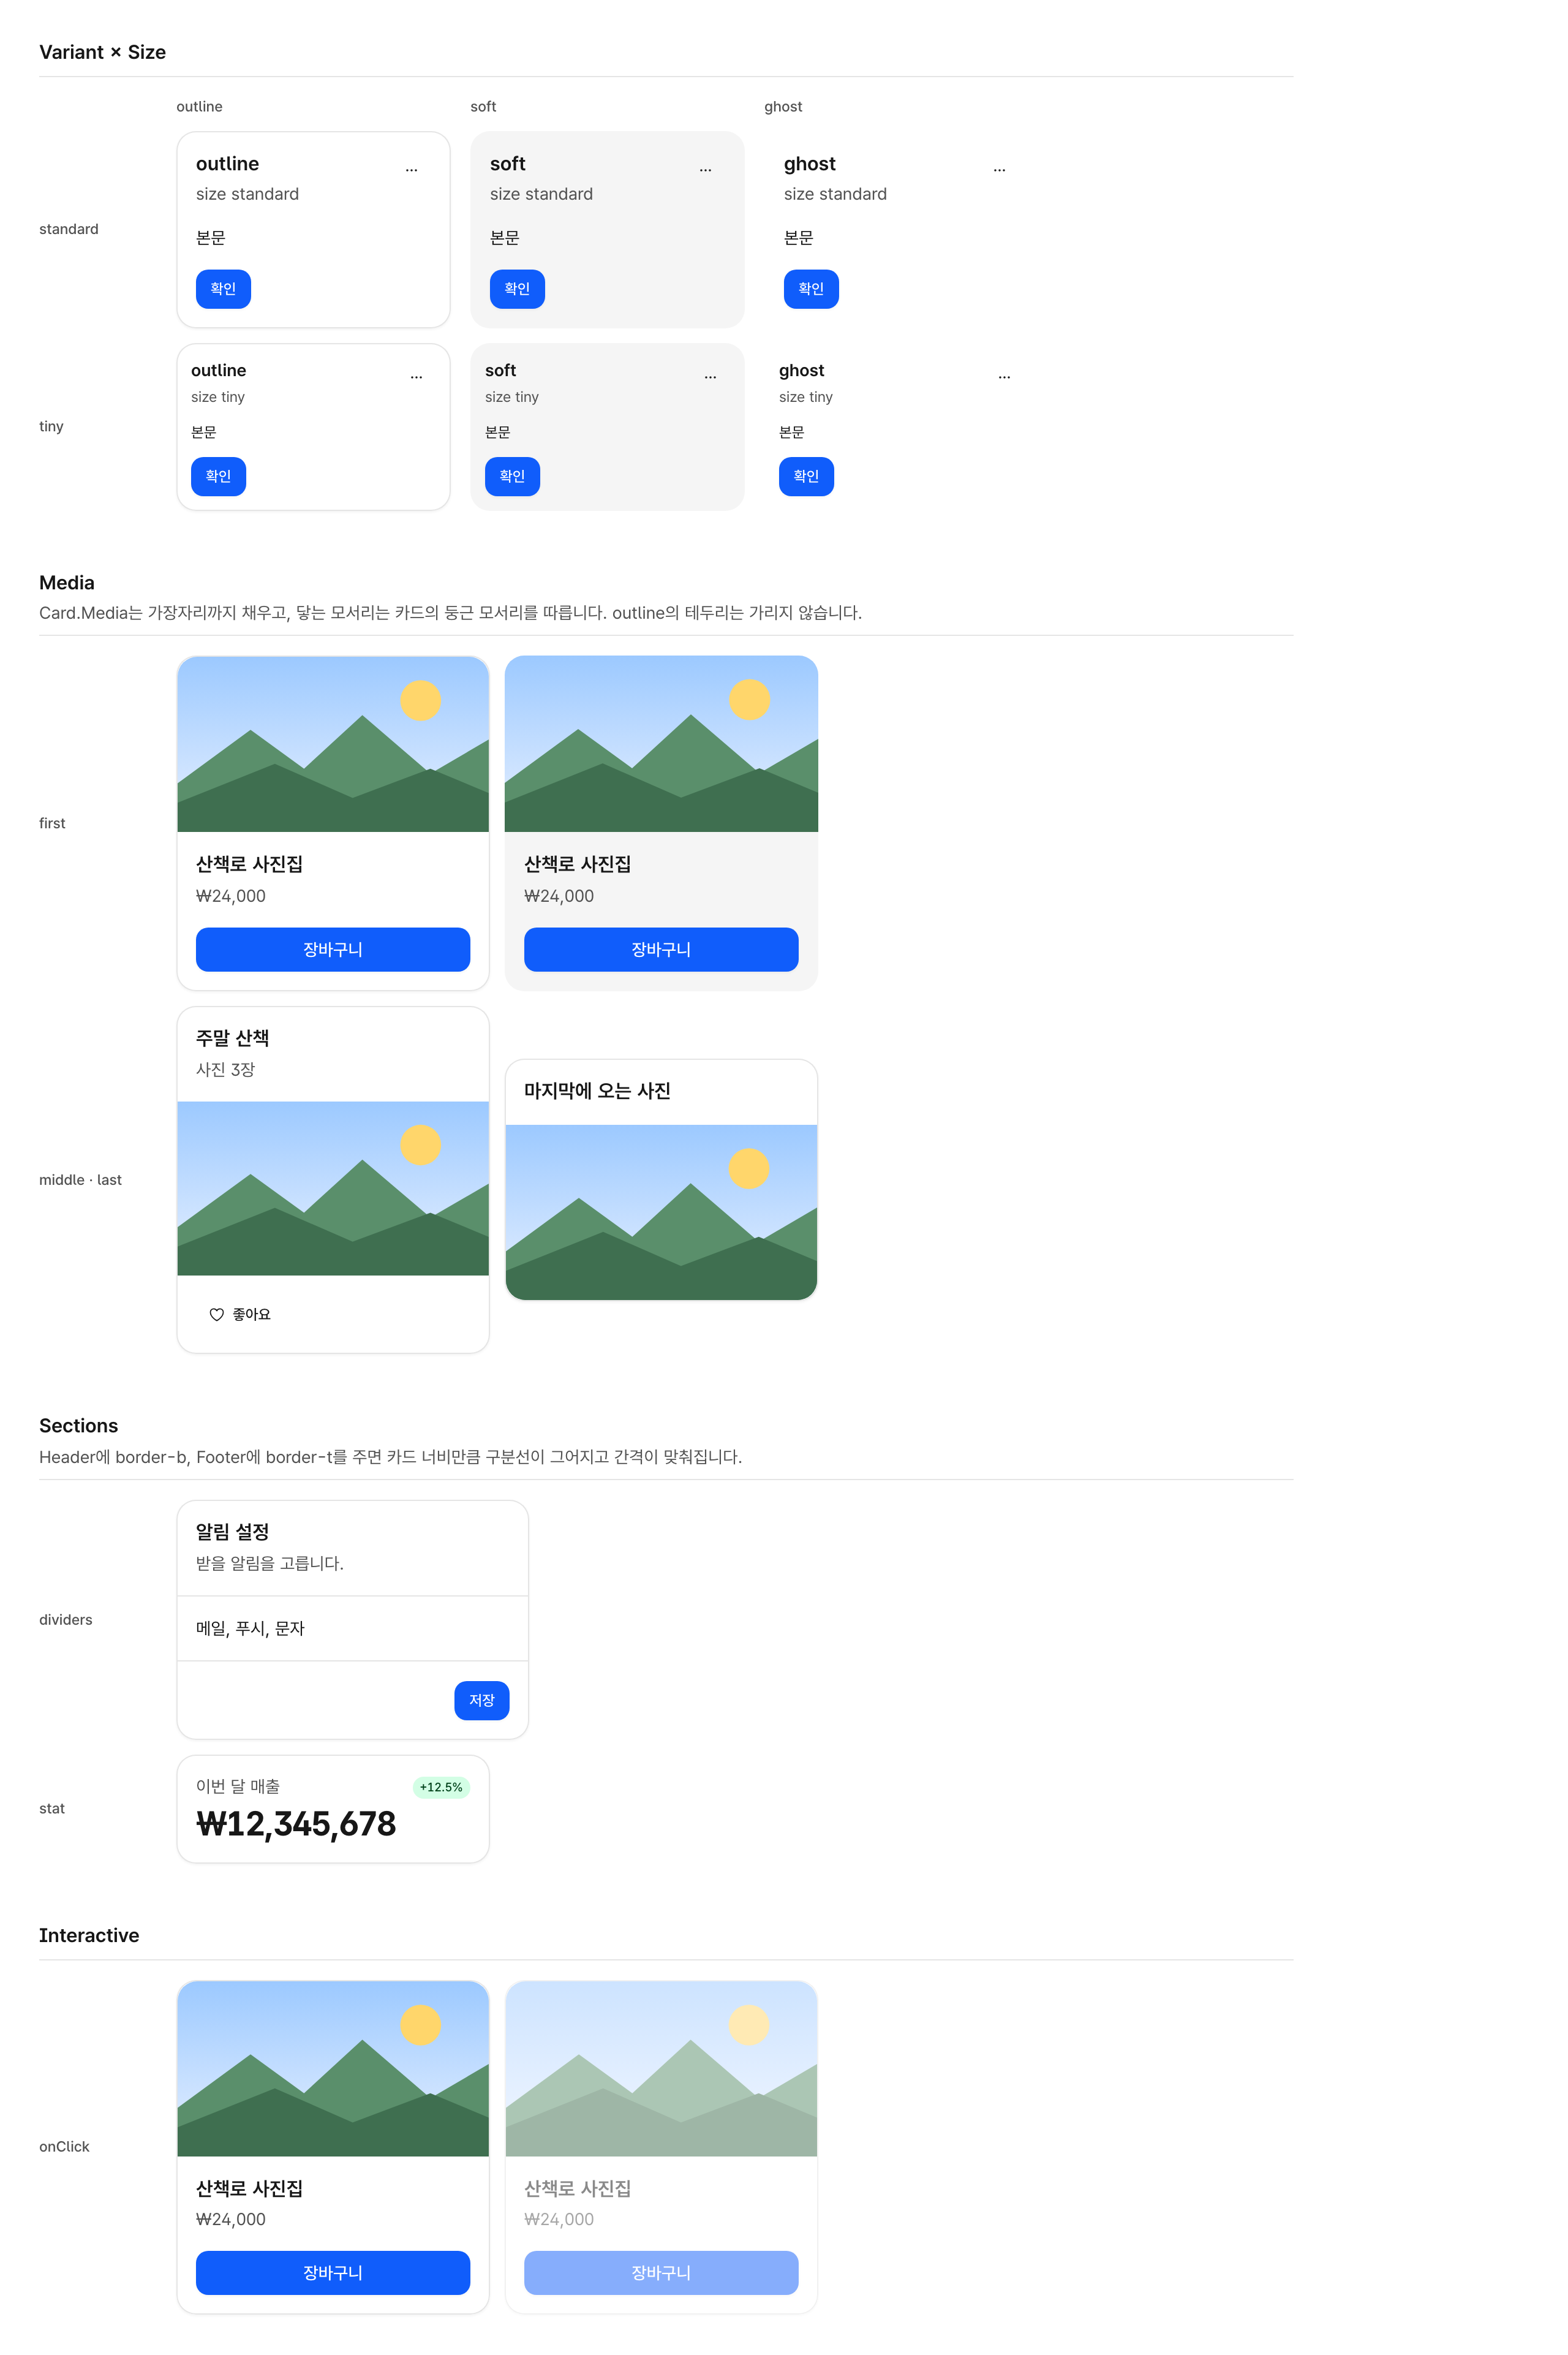 Variant × Size
outline
soft
ghost
standard
outline
...
size standard
본문
확인
soft
...
size standard
본문
확인
ghost
...
size standard
본문
확인
tiny
outline
...
size tiny
본문
확인
soft
...
size tiny
본문
확인
ghost
...
size tiny
본문
확인
Media
Card.Media는 가장자리까지 채우고, 닿는 모서리는 카드의 둥근 모서리를 따릅니다. outline의 테두리는 가리지 않습니다.
first
산책로 사진집
₩24,000
장바구니
산책로 사진집
₩24,000
장바구니
middle · last
주말 산책
사진 3장
좋아요
마지막에 오는 사진
Sections
Header에 border-b, Footer에 border-t를 주면 카드 너비만큼 구분선이 그어지고 간격이 맞춰집니다.
dividers
알림 설정
받을 알림을 고릅니다.
메일, 푸시, 문자
저장
stat
이번 달 매출
+12.5%
₩12,345,678
Interactive
onClick
산책로 사진집
₩24,000
장바구니
산책로 사진집
₩24,000
장바구니